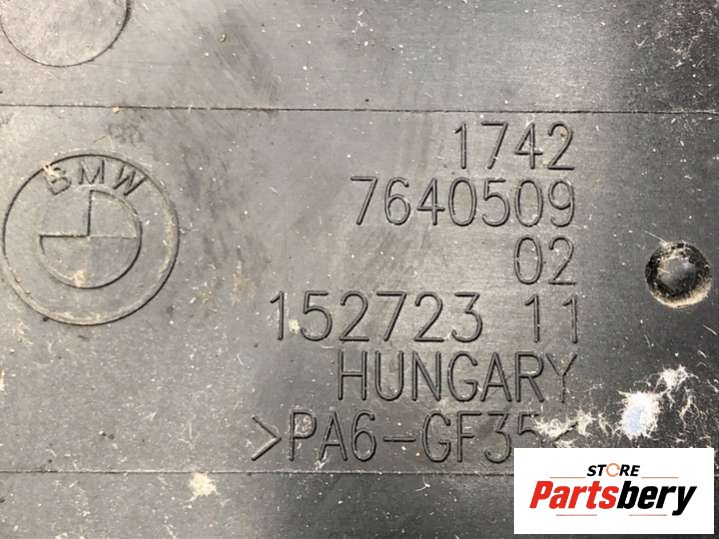 BMW
1742
7640509
02
152723 11
HUNGARY
>PA6-GF35<
STORE
Partsbery